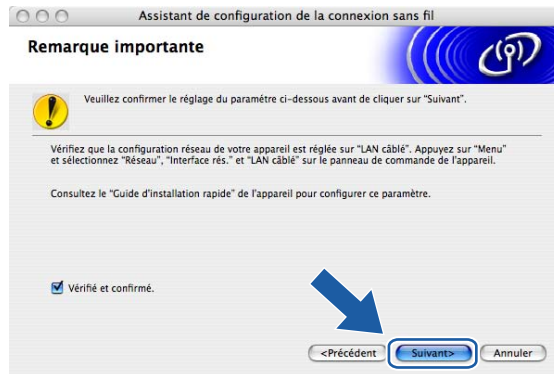 Assistant de configuration de la connexion sans fil
Remarque importante
Veuillez confirmer le réglage du paramétre ci-dessous avant de cliquer sur "Suivant".
Vérifiez que la configuration réseau de votre appareil est réglée sur "LAN câblé". Appuyez sur "Menu"
et sélectionnez "Réseau", "Interface rés." et "LAN câblé" sur le panneau de commande de l'appareil.
Consultez le "Guide d'installation rapide" de l'appareil pour configurer ce paramètre.
Vérifié et confirmé.
<Précédent Suivant> Annuler